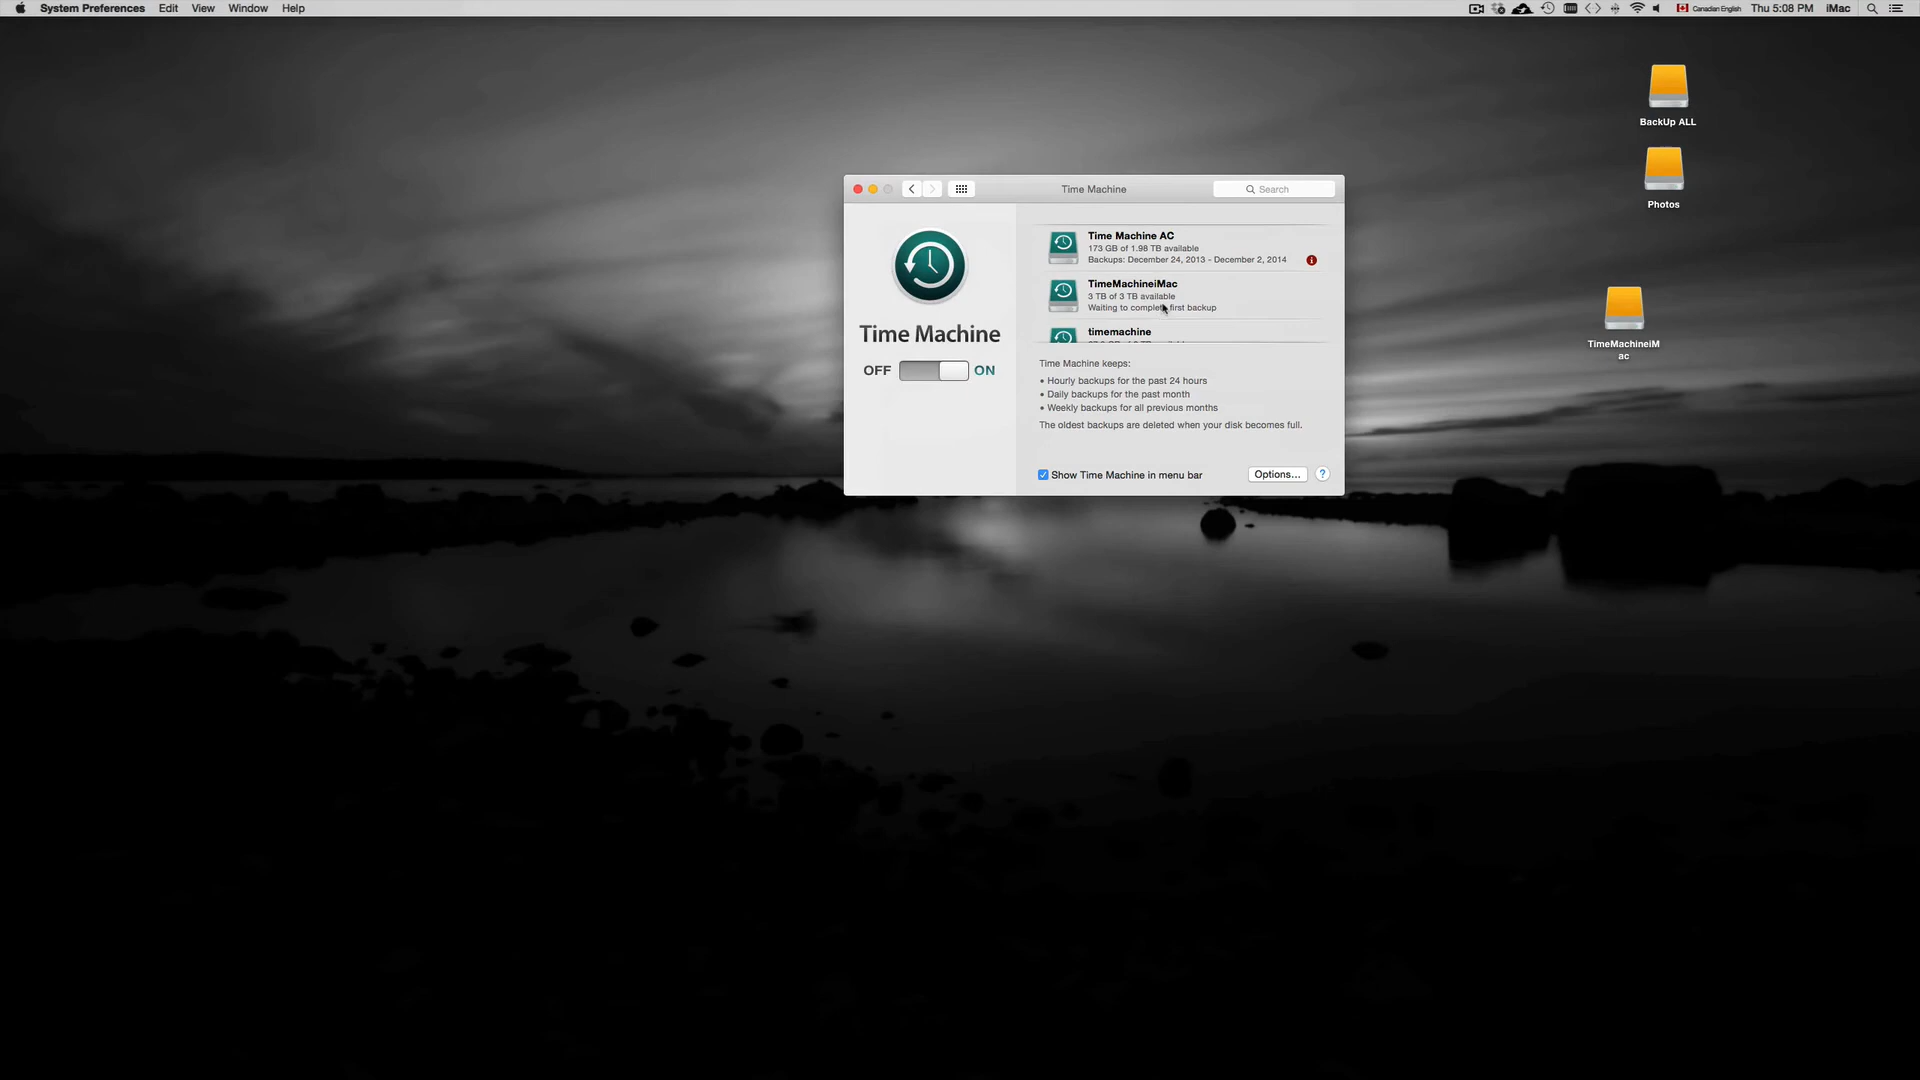 System Preferences Edit View Window Help
Canadian English Thu 5:08 PM iMac
BackUp ALL
Photos
TimeMachineiM
ac
Time Machine
Search
Time Machine
OFF ON
Time Machine AC
173 GB of 1.98 TB available
Backups: December 24, 2013 - December 2, 2014
TimeMachineiMac
3 TB of 3 TB available
Waiting to complete first backup
timemachine
Time Machine keeps:
• Hourly backups for the past 24 hours
• Daily backups for the past month
• Weekly backups for all previous months
The oldest backups are deleted when your disk becomes full.
Show Time Machine in menu bar
Options... ?